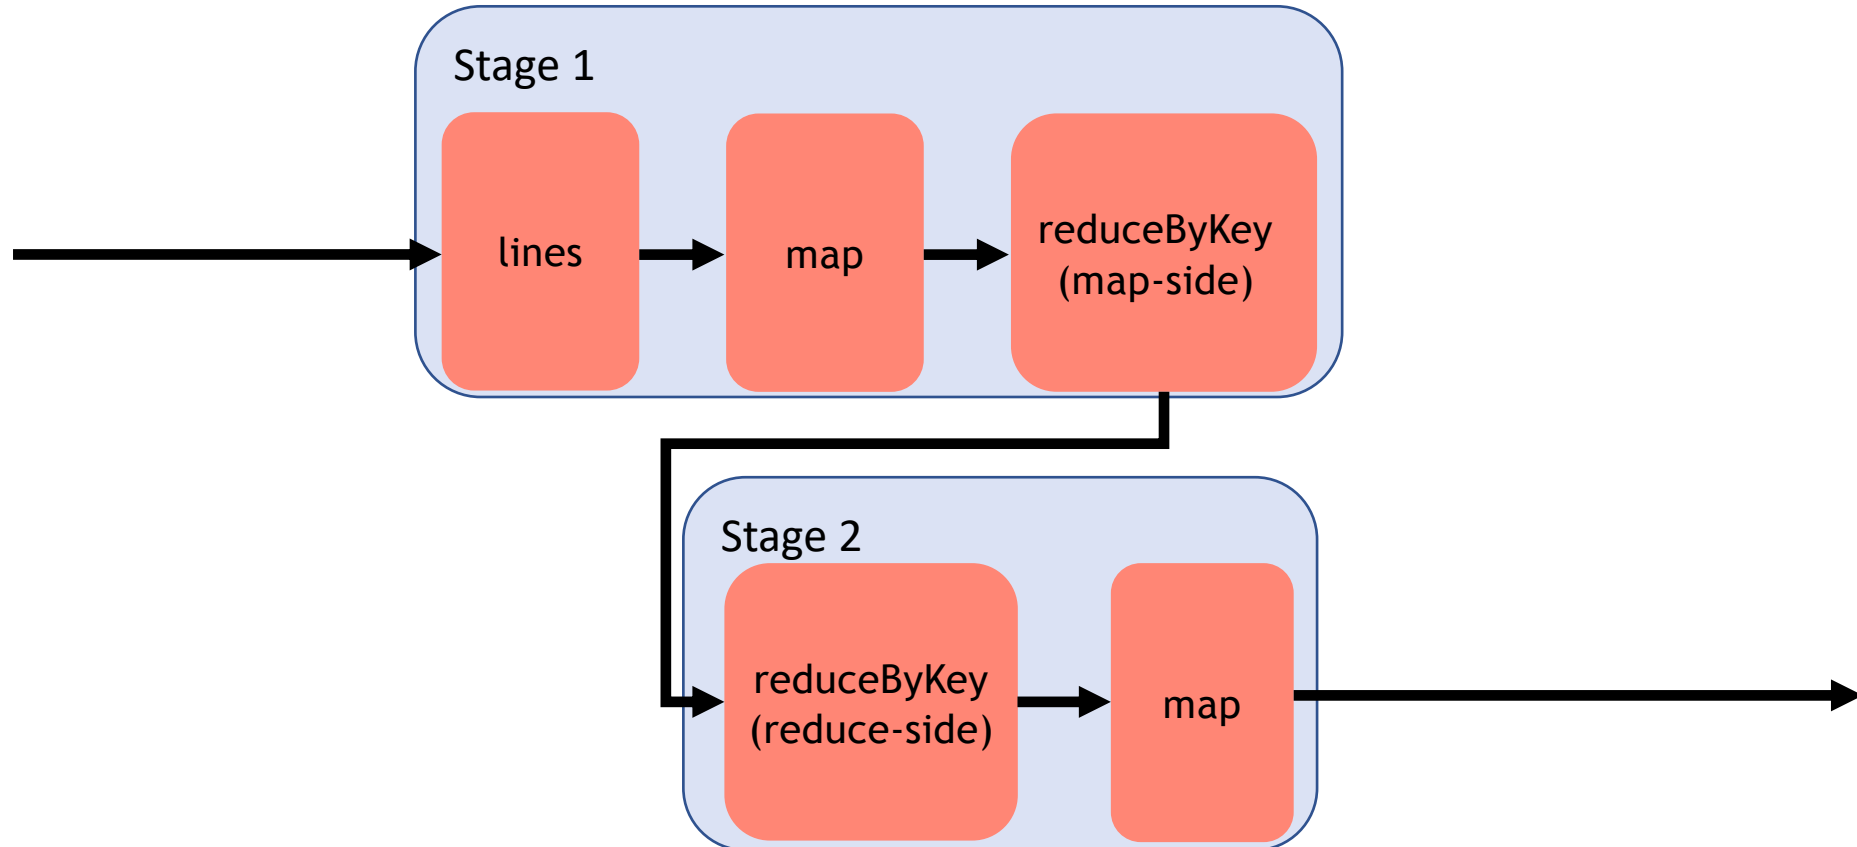 Stage 1
lines
map
reduceByKey
(map-side)
Stage 2
reduceByKey
(reduce-side)
map